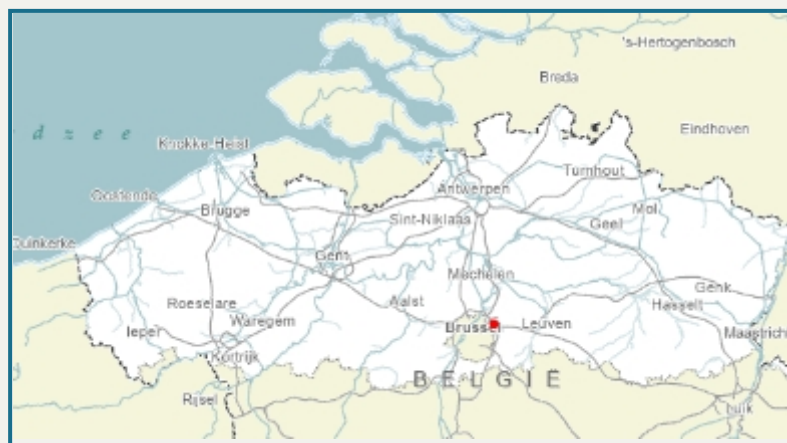 's-Hertogenbosch
Breda
d z e e
Eindhoven
Knokke-Heist
Turnhout
Antwerpen
Oostende
Mol
Brugge
Sint-Niklaas
Geel
Duinkerke
Gent
Mechelen
Genk
Roeselare
Aalst
Hasselt
Waregem
Brussel
Leuven
Ieper
Maastrich
Kortrijk
BELGIË
Rijsel
Luik